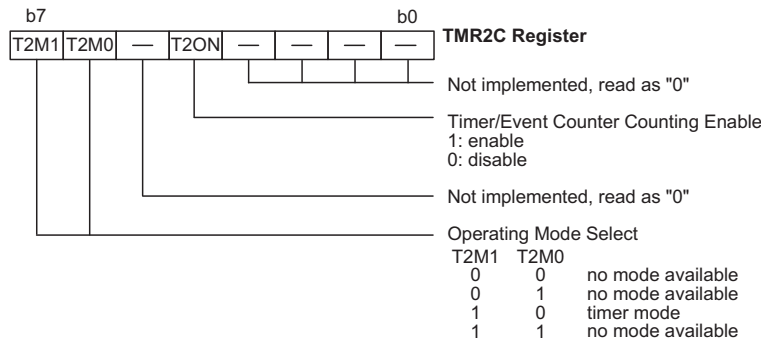 b7 b0
T2M1 T2M0 — T2ON — — — — TMR2C Register
Not implemented, read as "0"
Timer/Event Counter Counting Enable
1: enable
0: disable
Not implemented, read as "0"
Operating Mode Select
T2M1 T2M0
0 0 no mode available
0 1 no mode available
1 0 timer mode
1 1 no mode available